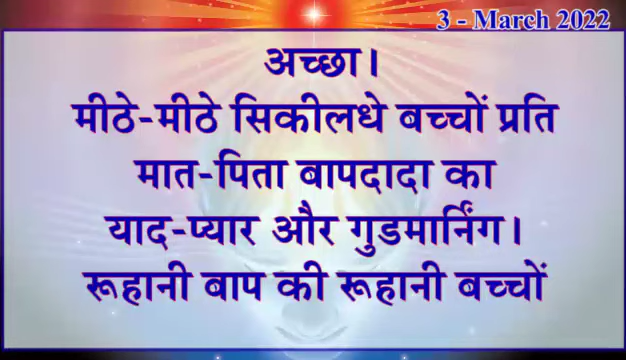 3 - March 2022
अच्छा।
मीठे-मीठे सिकीलधे बच्चों प्रति
मात-पिता बापदादा का
याद-प्यार और गुडमार्निंग।
रूहानी बाप की रूहानी बच्चों